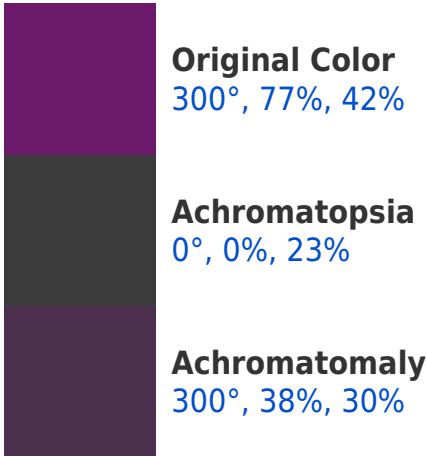 Original Color
300°, 77%, 42%
Achromatopsia
0°, 0%, 23%
Achromatomaly
300°, 38%, 30%